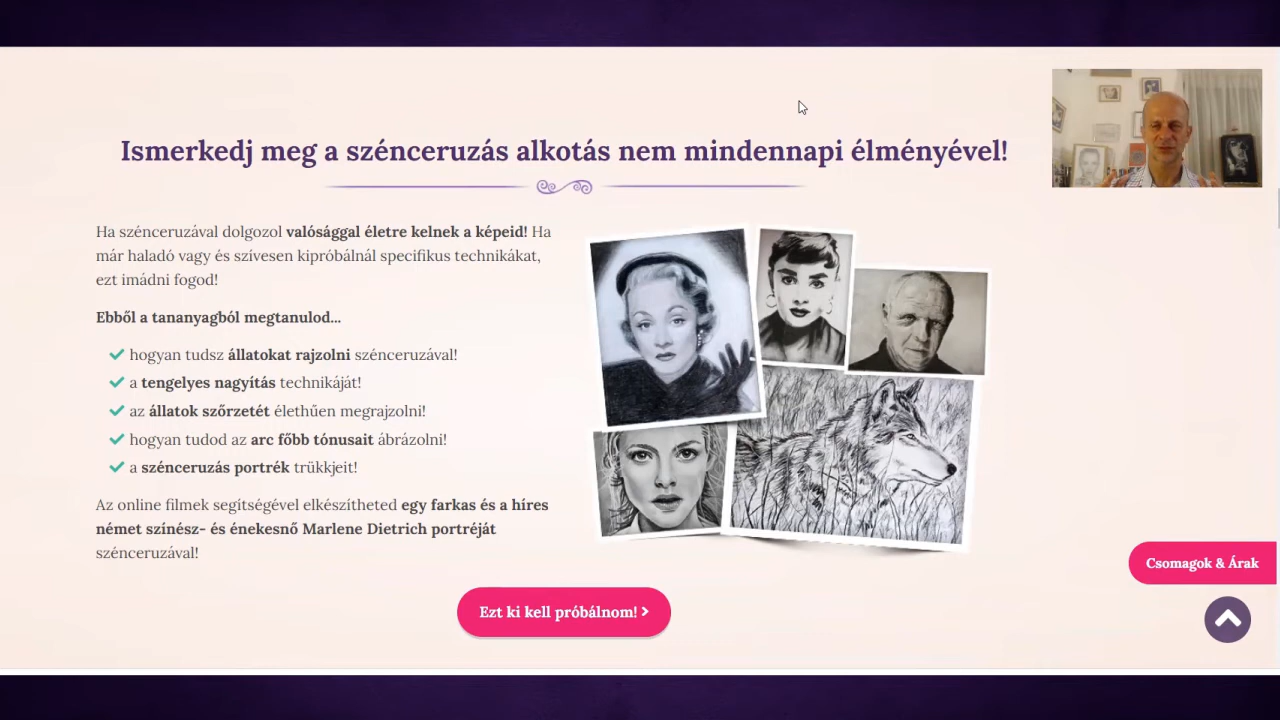 Ismerkedj meg a szénceruzás alkotás nem mindennapi élményével!
Ha szénceruzával dolgozol valósággal életre kelnek a képeid! Ha
már haladó vagy és szívesen kipróbálnál specifikus technikákat,
ezt imádni fogod!
Ebből a tananyagból megtanulod...
hogyan tudsz állatokat rajzolni szénceruzával!
a tengelyes nagyítás technikáját!
az állatok szőrzetét élethűen megrajzolni!
hogyan tudod az arc főbb tónusait ábrázolni!
a szénceruzás portrék trükkjeit!
Az online filmek segítségével elkészítheted egy farkas és a híres
német színész- és énekesnő Marlene Dietrich portréját
szénceruzával!
Ezt ki kell próbálnom!
Csomagok & Árak